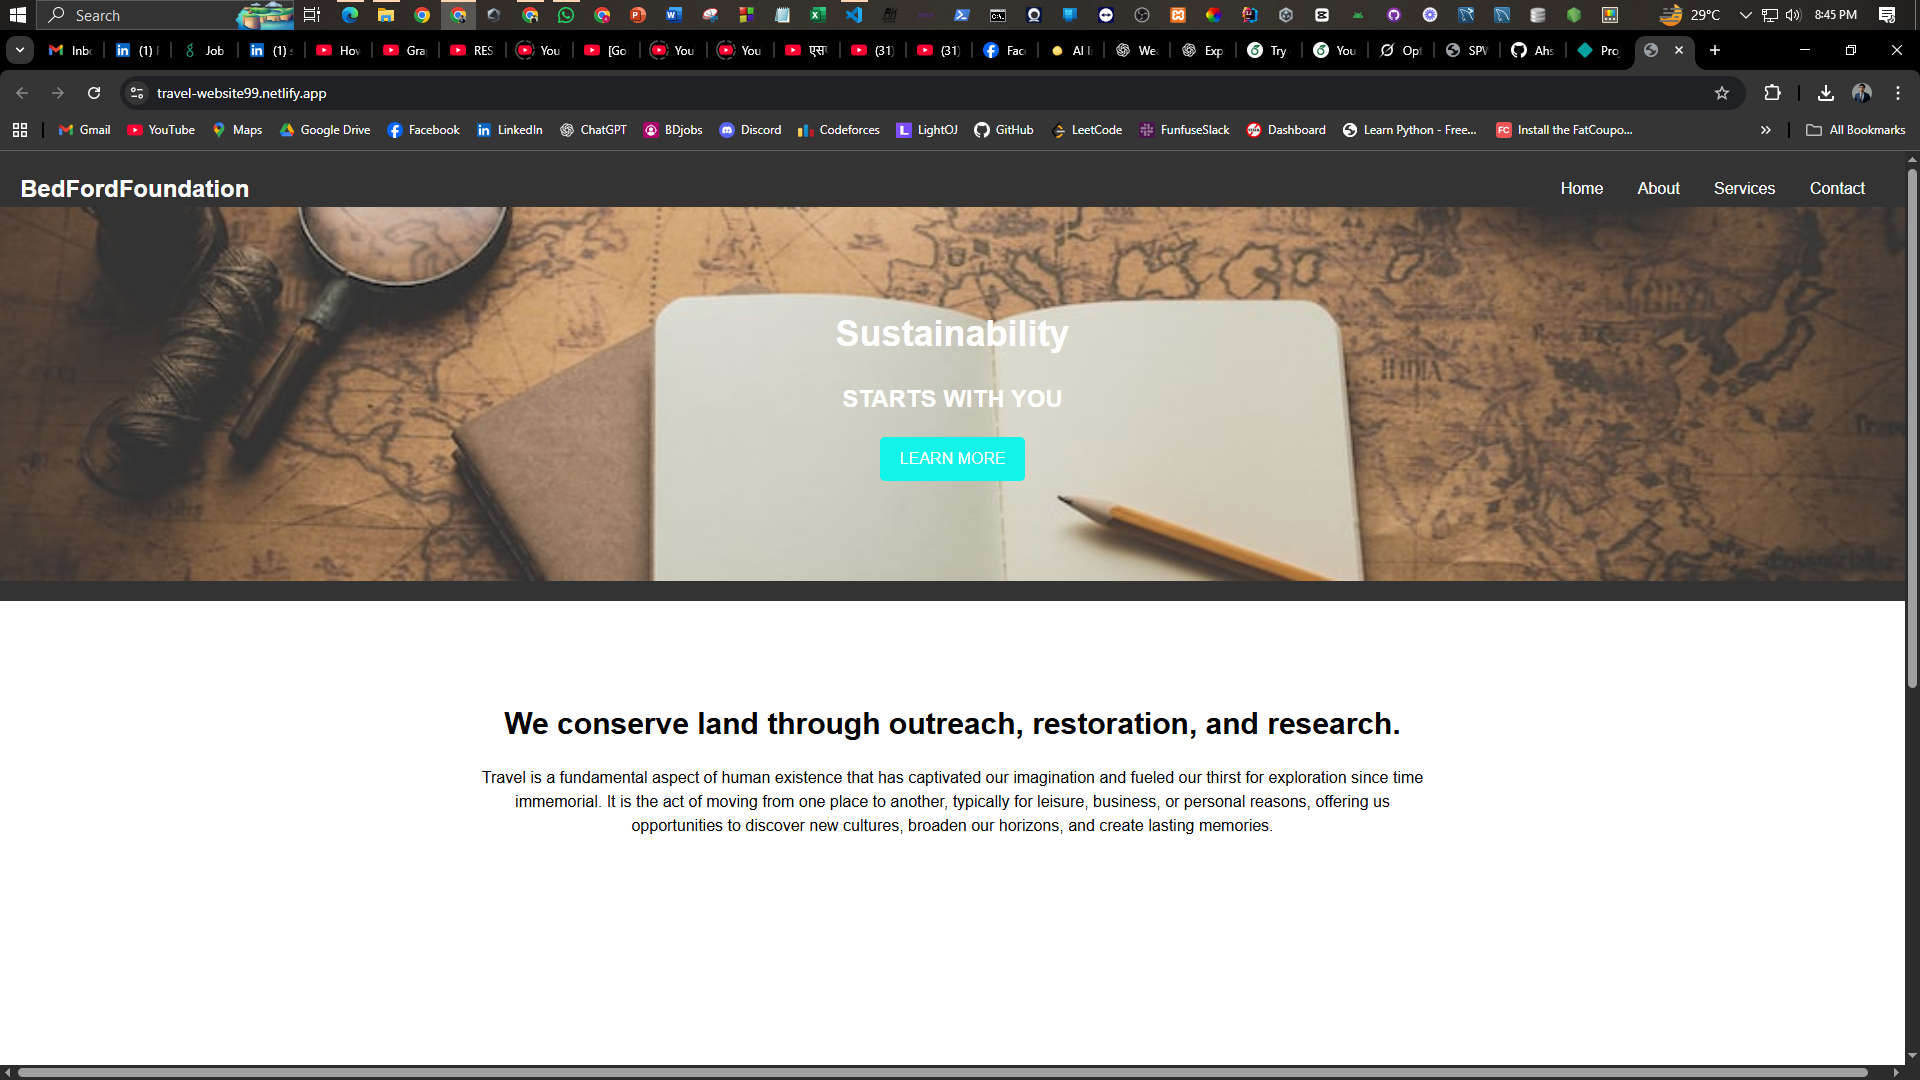 Search
29°C
8:45 PM
Inbo
(1) F
Job
(1) s
How
Gra
RES
You
[Go
You
You
एस
(31)
(31)
Fac
AI I
We
Exp
Try
You
Opt
SPV
Ahs
Pro
travel-website99.netlify.app
Gmail
YouTube
Maps
Google Drive
Facebook
LinkedIn
ChatGPT
BDjobs
Discord
Codeforces
LightOJ
GitHub
LeetCode
FunfuseSlack
Dashboard
Learn Python - Free...
Install the FatCoupo...
All Bookmarks
BedFordFoundation
Home
About
Services
Contact
Sustainability
STARTS WITH YOU
LEARN MORE
We conserve land through outreach, restoration, and research.
Travel is a fundamental aspect of human existence that has captivated our imagination and fueled our thirst for exploration since time
immemorial. It is the act of moving from one place to another, typically for leisure, business, or personal reasons, offering us
opportunities to discover new cultures, broaden our horizons, and create lasting memories.